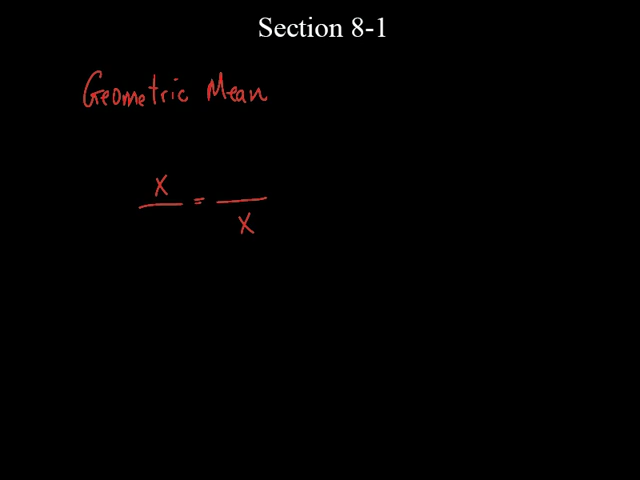 Section 8-1
Geometric Mean
x
=
x